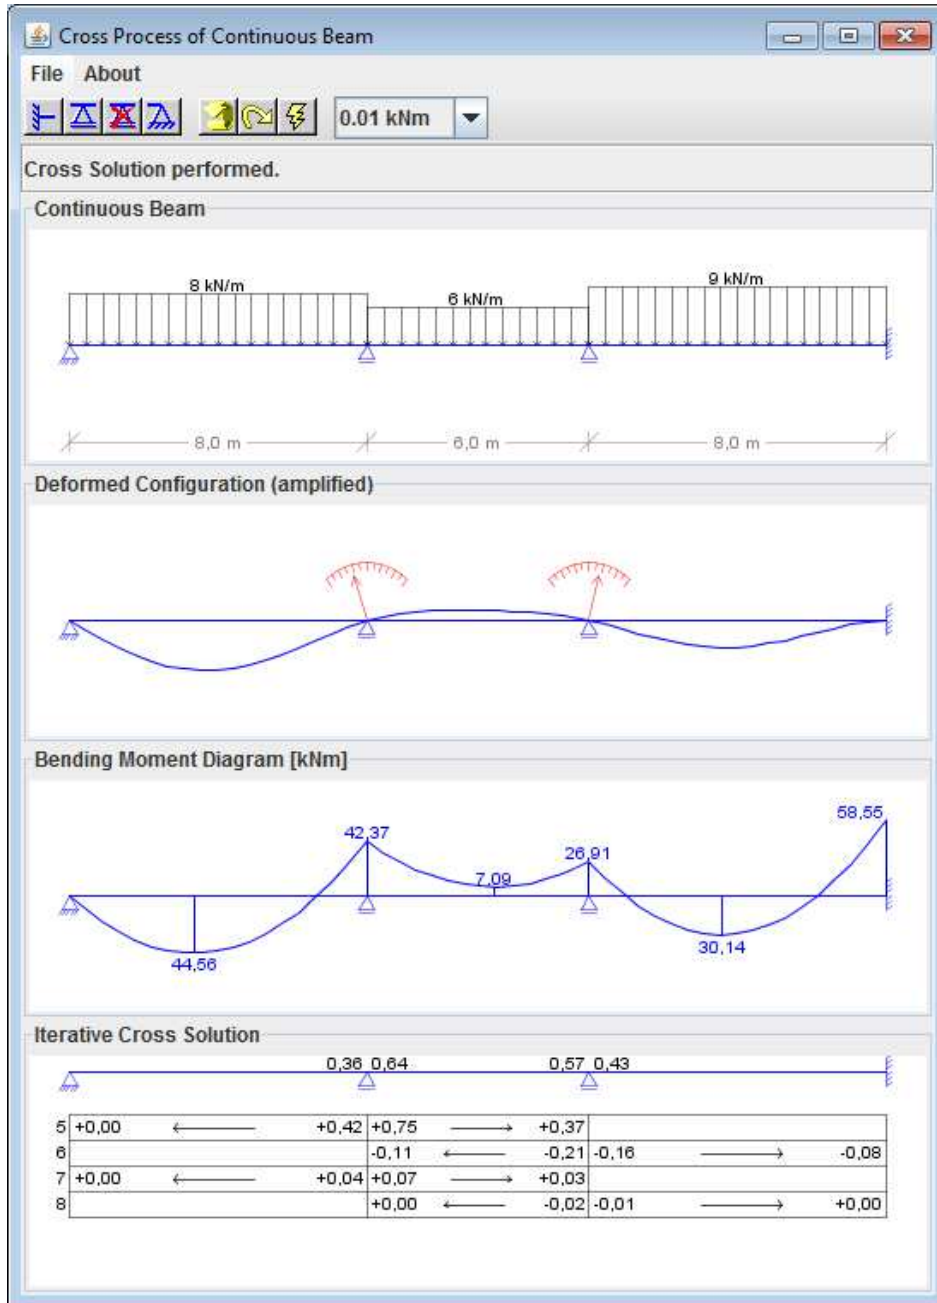 Cross Process of Continuous Beam
File About
0.01 kNm
Cross Solution performed.
Continuous Beam
8 kN/m 6 kN/m 9 kN/m
8,0 m 6,0 m 8,0 m
Deformed Configuration (amplified)
Bending Moment Diagram [kNm]
58,55
42,37 26,91
7,09
44,56 30,14
Iterative Cross Solution
0,36 0,64 0,57 0,43
5 +0,00 +0,42 +0,75 +0,37
6 -0,11 -0,21 -0,16 -0,08
7 +0,00 +0,04 +0,07 +0,03
8 +0,00 -0,02 -0,01 +0,00